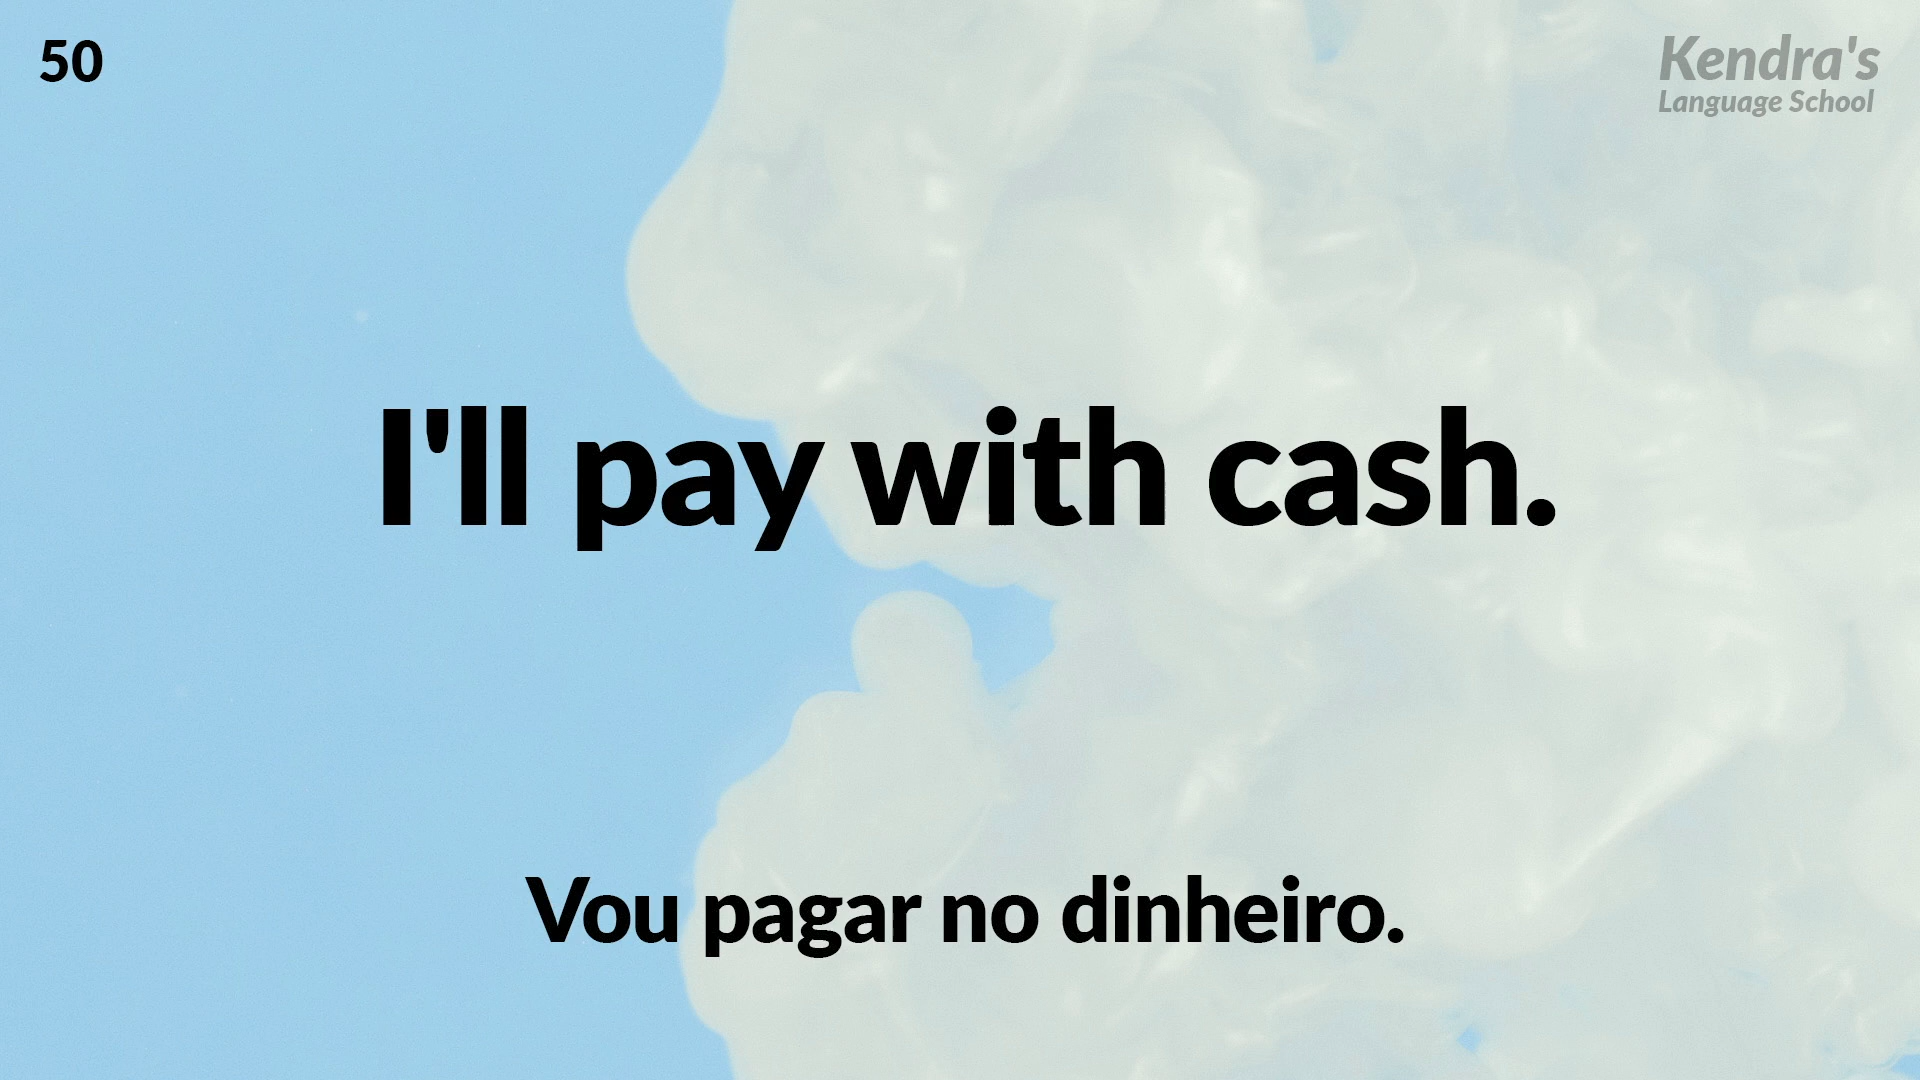 50
Kendra's
Language School
I'll pay with cash.
Vou pagar no dinheiro.